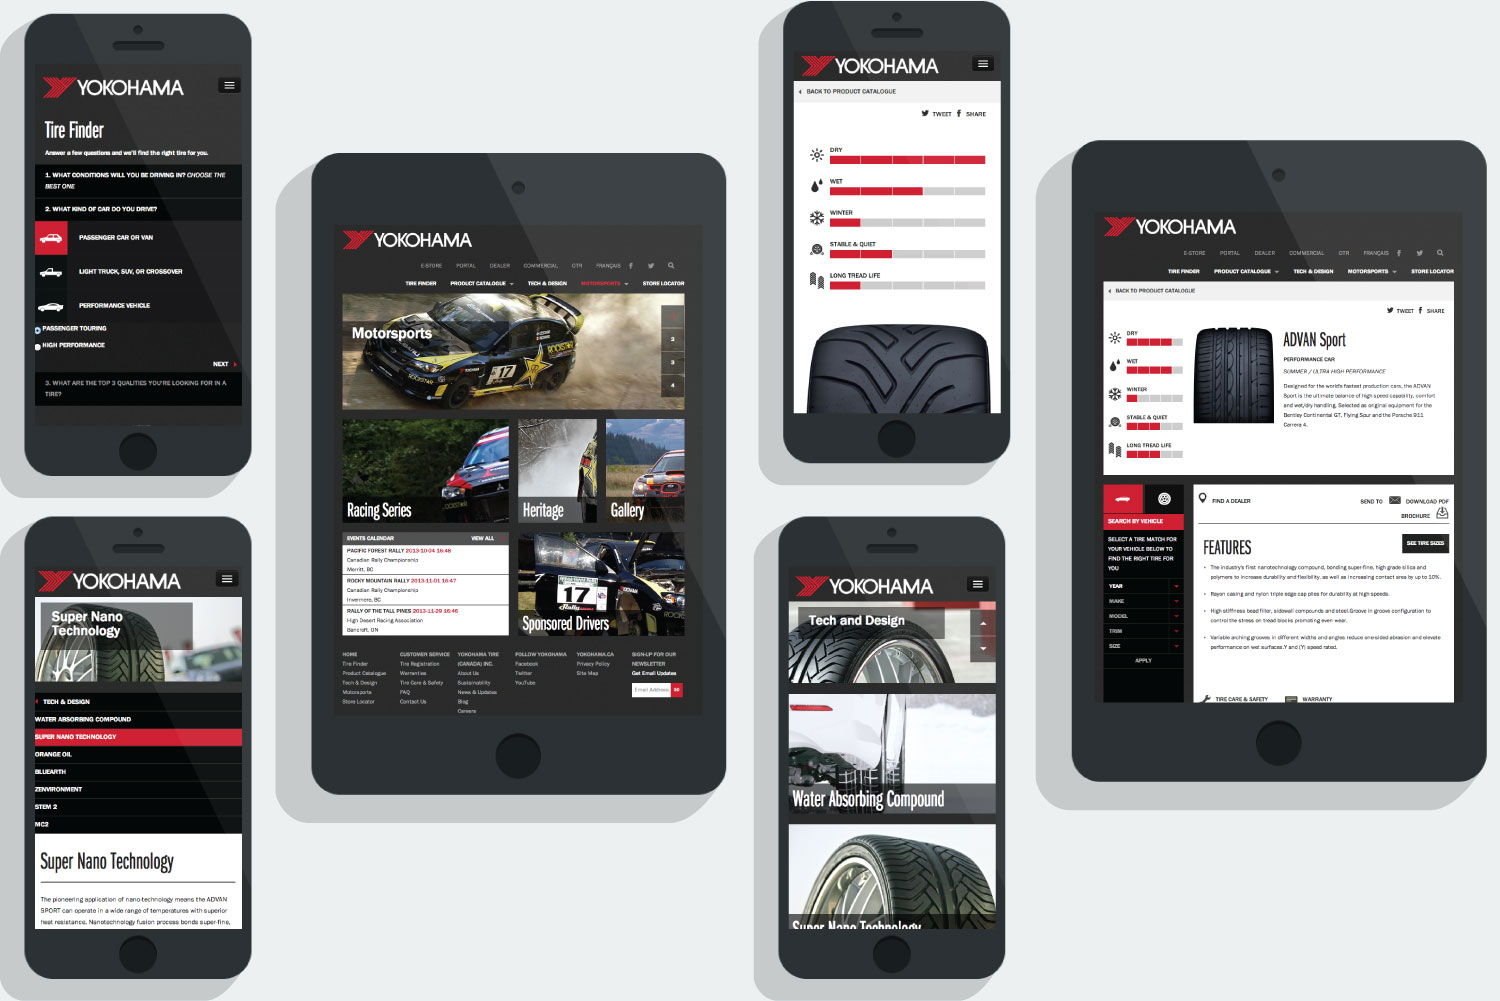 YOKOHAMA
Tire Finder
Answer a few questions and we'll find the right tire for you.
1. WHAT CONDITIONS WILL YOU BE DRIVING IN? CHOOSE THE
BEST ONE
2. WHAT KIND OF CAR DO YOU DRIVE?
PASSENGER CAR OR VAN
LIGHT TRUCK, SUV, OR CROSSOVER
PERFORMANCE VEHICLE
PASSENGER TOURING
HIGH PERFORMANCE
NEXT
3. WHAT ARE THE TOP 3 QUALITIES YOU'RE LOOKING FOR IN A
TIRE?
YOKOHAMA
Super Nano
Technology
TECH & DESIGN
WATER ABSORBING COMPOUND
SUPER NANO TECHNOLOGY
ORANGE OIL
BLUEARTH
ZENVIRONMENT
STEM 2
MC2
Super Nano Technology
The pioneering application of nano-technology means the ADVAN
SPORT can operate in a wide range of temperatures with superior
heat resistance. Nanotechnology fusion process bonds super-fine,
YOKOHAMA
E-STORE PORTAL DEALER COMMERCIAL CTR FRANÇAIS
TIRE FINDER PRODUCT CATALOGUE TECH & DESIGN MOTORSPORTS STORE LOCATOR
Motorsports
ROCKSTAR
17
2
3
4
Racing Series
Heritage
Gallery
EVENTS CALENDAR VIEW ALL
PACIFIC FOREST RALLY 2013-10-04 16:46
Canadian Rally Championship
Merritt, BC
ROCKY MOUNTAIN RALLY 2013-11-01 16:47
Canadian Rally Championship
Invermere, BC
RALLY OF THE TALL PINES 2013-11-29 16:46
High Desert Racing Association
Bancroft, ON
17
Rally
Sponsored Drivers
HOME
Tire Finder
Product Catalogue
Tech & Design
Motorsports
Store Locator
CUSTOMER SERVICE
Tire Registration
Warranties
Tire Care & Safety
FAQ
Contact Us
YOKOHAMA TIRE
(CANADA) INC.
About Us
Sustainability
News & Updates
Blog
Careers
FOLLOW YOKOHAMA
Facebook
Twitter
YouTube
YOKOHAMA.CA
Privacy Policy
Site Map
SIGN-UP FOR OUR
NEWSLETTER
Get Email Updates
Email Address GO
YOKOHAMA
BACK TO PRODUCT CATALOGUE
TWEET SHARE
DRY
WET
WINTER
STABLE & QUIET
LONG TREAD LIFE
YOKOHAMA
Tech and Design
Water Absorbing Compound
Super Nano Technology
YOKOHAMA
E-STORE PORTAL DEALER COMMERCIAL CTR FRANÇAIS
TIRE FINDER PRODUCT CATALOGUE TECH & DESIGN MOTORSPORTS STORE LOCATOR
BACK TO PRODUCT CATALOGUE
TWEET SHARE
DRY
WET
WINTER
STABLE & QUIET
LONG TREAD LIFE
ADVAN Sport
PERFORMANCE CAR
SUMMER / ULTRA HIGH PERFORMANCE
Designed for the world's fastest production cars, the ADVAN
Sport is the ultimate balance of high speed capability, comfort
and wet/dry handling. Selected as original equipment for the
Bentley Continental GT, Flying Spur and the Porsche 911
Carrera 4.
SEARCH BY VEHICLE
SELECT A TIRE MATCH FOR
YOUR VEHICLE BELOW TO
FIND THE RIGHT TIRE FOR
YOU
YEAR
MAKE
MODEL
TRIM
SIZE
APPLY
FIND A DEALER
SEND TO DOWNLOAD PDF
BROCHURE
FEATURES
SEE TIRE SIZES
• The industry's first nanotechnology compound, bonding super-fine, high grade silica and
polymers to increase durability and flexibility, as well as increasing contact area by up to 10%.
• Rayon casing and nylon triple edge cap plies for durability at high speeds.
• High stiffness bead filler, sidewall compounds and steel.Groove in groove configuration to
control the stress on tread blocks promoting even wear.
• Variable arching grooves in different widths and angles reduce one-sided abrasion and elevate
performance on wet surfaces.Y and (Y) speed rated.
TIRE CARE & SAFETY WARRANTY